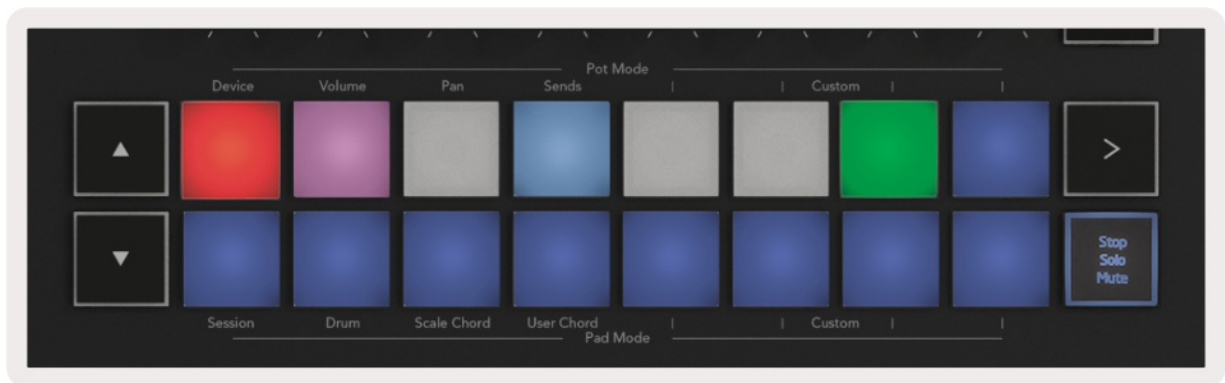 Pot Mode
Device Volume Pan Sends Custom
▲ >
▼ Stop
Solo
Mute
Session Drum Scale Chord User Chord Custom
Pad Mode